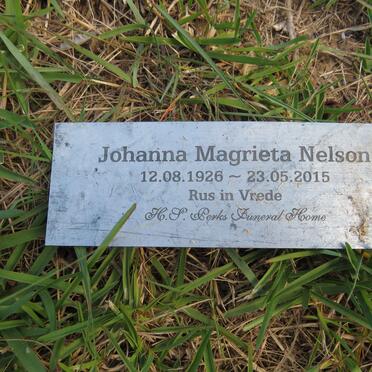 Johanna Magrieta Nelson
12.08.1926 ~ 23.05.2015
Rus in Vrede
H.S. Perks Funeral Home